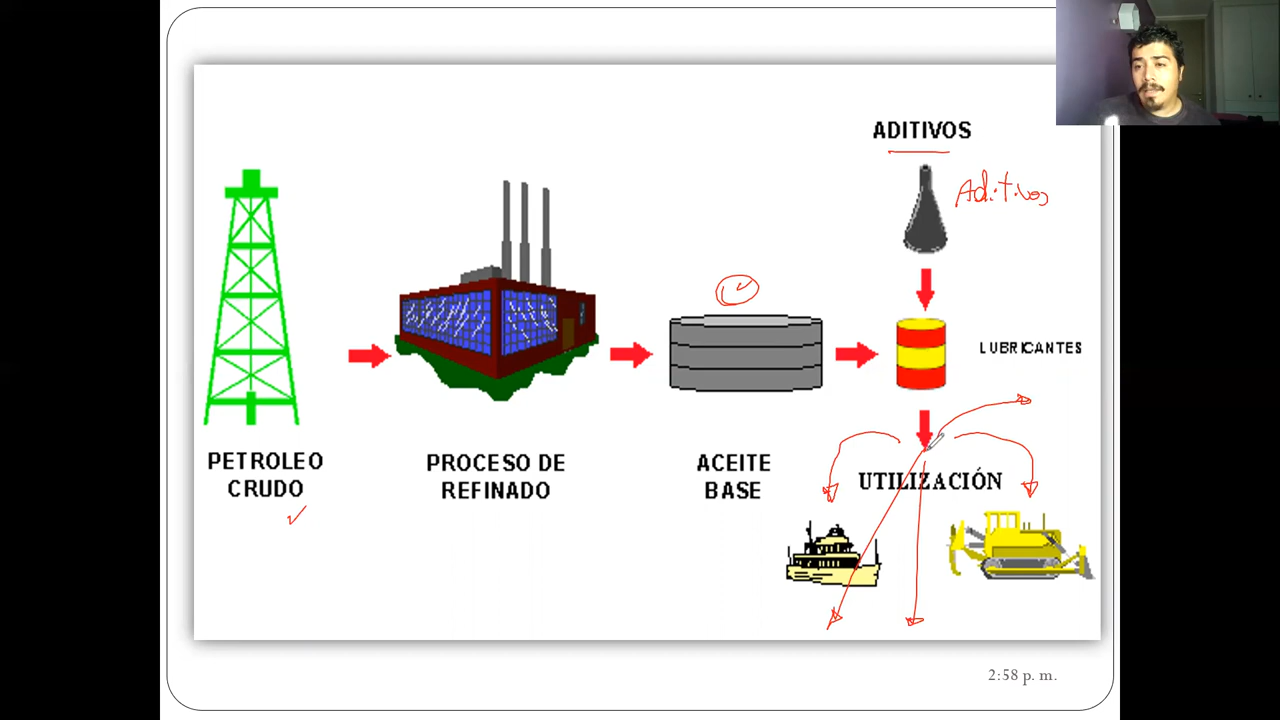 ADITIVOS
Aditivos
LUBRICANTES
PETROLEO
CRUDO
PROCESO DE
REFINADO
ACEITE
BASE
UTILIZACIÓN
2:58 p. m.